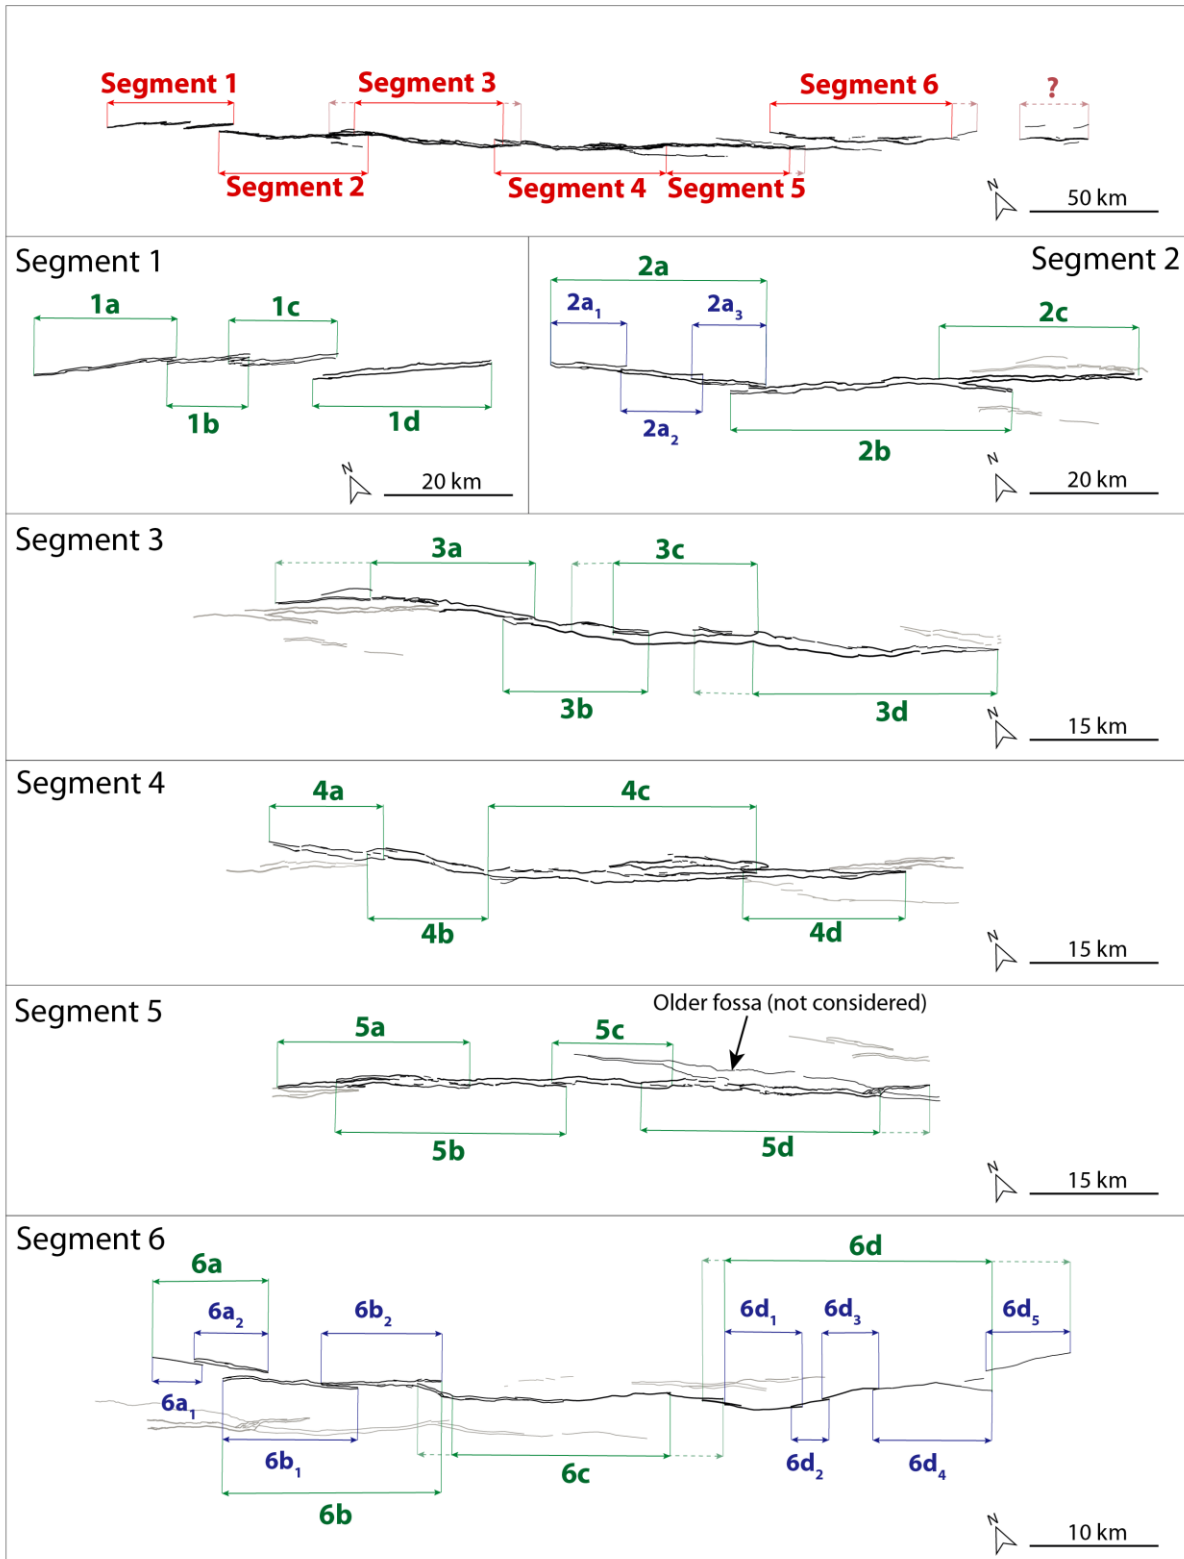 Segment 1
Segment 3
Segment 6
?
Segment 2
Segment 4
Segment 5
N
50 km
Segment 1
1a
1c
1b
1d
N
20 km
Segment 2
2a
2a1
2a3
2c
2a2
2b
N
20 km
Segment 3
3a
3c
3b
3d
N
15 km
Segment 4
4a
4c
4b
4d
N
15 km
Segment 5
Older fossa (not considered)
5a
5c
5b
5d
N
15 km
Segment 6
6a
6d
6a2
6b2
6d1
6d3
6d5
6a1
6b1
6c
6d2
6d4
6b
N
10 km